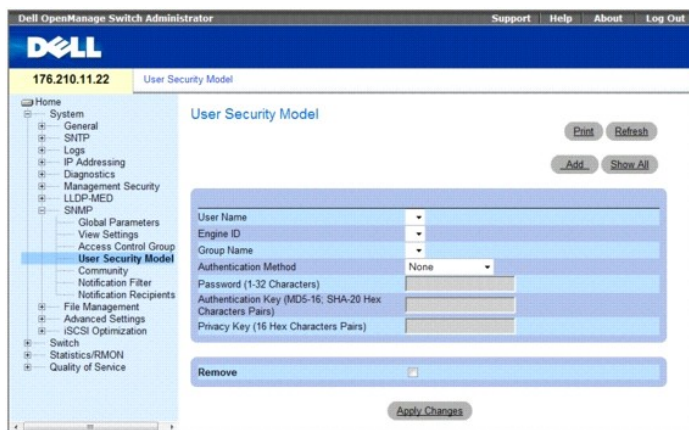 Dell OpenManage Switch Administrator
Support Help About Log Out
DELL
176.210.11.22
User Security Model
Home
System
General
SNTP
Logs
IP Addressing
Diagnostics
Management Security
LLDP-MED
SNMP
Global Parameters
View Settings
Access Control Group
User Security Model
Community
Notification Filter
Notification Recipients
File Management
Advanced Settings
iSCSI Optimization
Switch
Statistics/RMON
Quality of Service
User Security Model
Print Refresh
Add Show All
User Name
Engine ID
Group Name
Authentication Method None
Password (1-32 Characters)
Authentication Key (MD5-16; SHA-20 Hex
Characters Pairs)
Privacy Key (16 Hex Characters Pairs)
Remove
Apply Changes